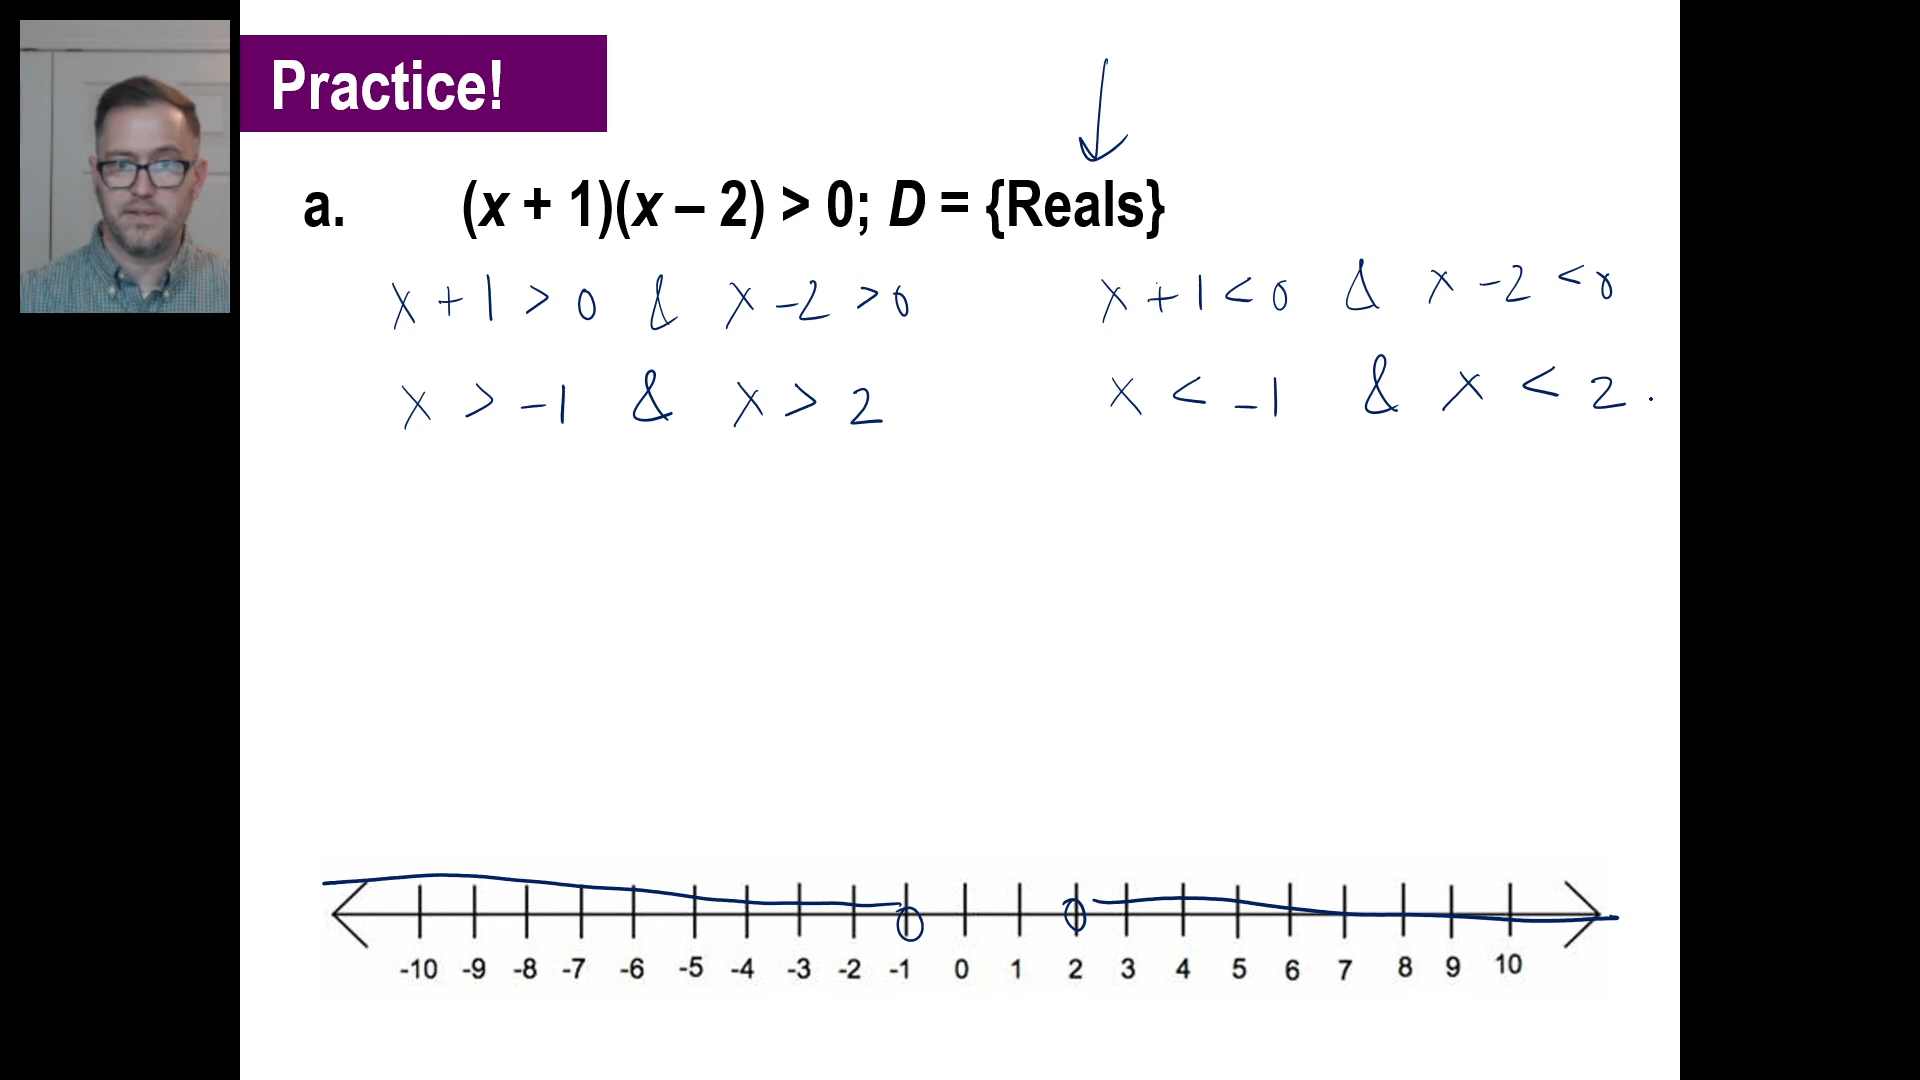 Practice!
a. (x + 1)(x – 2) > 0; D = {Reals}
x + 1 > 0 & x - 2 > 0 x + 1 < 0 & x - 2 < 0
x > -1 & x > 2 x < -1 & x < 2.
-10 -9 -8 -7 -6 -5 -4 -3 -2 -1 0 1 2 3 4 5 6 7 8 9 10